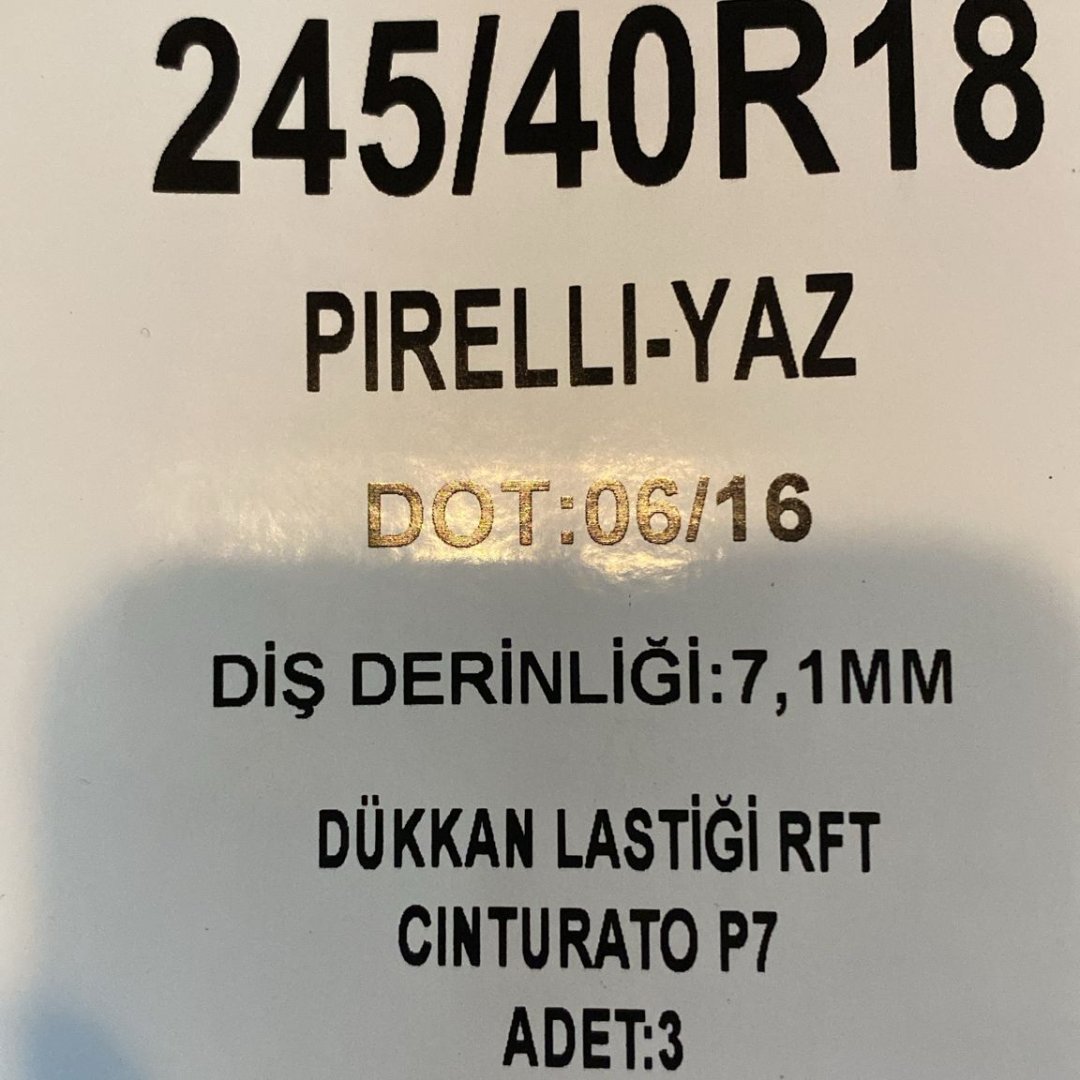 245/40R18
PIRELLI-YAZ
DOT:06/16
DİŞ DERİNLİĞİ:7,1MM
DÜKKAN LASTİĞİ RFT
CINTURATO P7
ADET:3